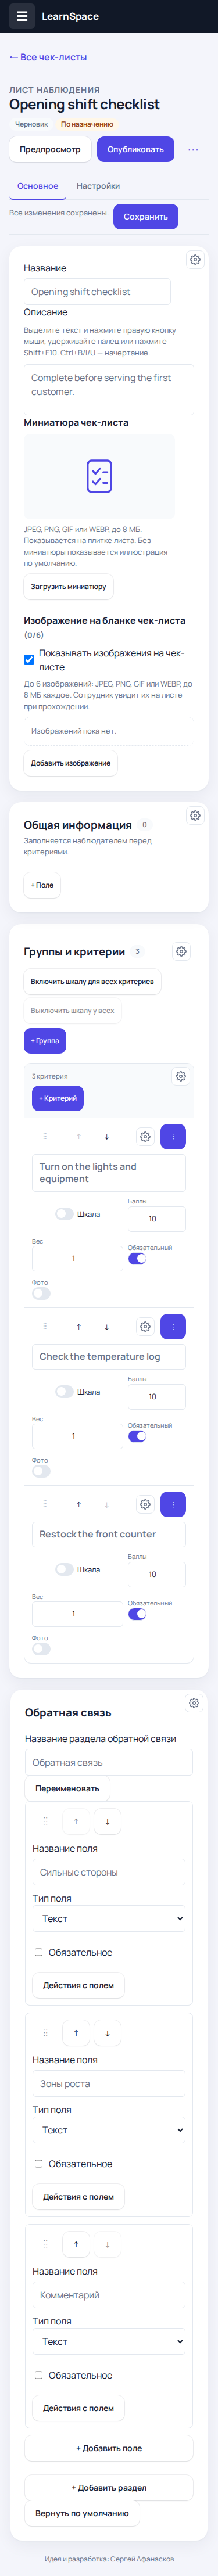 LearnSpace
← Все чек-листы
ЛИСТ НАБЛЮДЕНИЯ
Opening shift checklist
Черновик
По назначению
Предпросмотр
Опубликовать
...
Основное
Настройки
Все изменения сохранены.
Сохранить
Название
Opening shift checklist
Описание
Выделите текст и нажмите правую кнопку
мыши, удерживайте палец или нажмите
Shift+F10. Ctrl+B/I/U — начертание.
Complete before serving the first
customer.
Миниатюра чек-листа
JPEG, PNG, GIF или WEBP, до 8 МБ.
Показывается на плитке листа. Без
миниатюры показывается иллюстрация
по умолчанию.
Загрузить миниатюру
Изображение на бланке чек-листа
(0/6)
Показывать изображения на чек-
листе
До 6 изображений: JPEG, PNG, GIF или WEBP, до
8 МБ каждое. Сотрудник увидит их на листе
при прохождении.
Изображений пока нет.
Добавить изображение
Общая информация 0
Заполняется наблюдателем перед
критериями.
+ Поле
Группы и критерии 3
Включить шкалу для всех критериев
Выключить шкалу у всех
+ Группа
3 критерия
+ Критерий
↑ ↓
Turn on the lights and
equipment
Шкала
Баллы
10
Вес
1
Обязательный
Фото
↑ ↓
Check the temperature log
Шкала
Баллы
10
Вес
1
Обязательный
Фото
↑ ↓
Restock the front counter
Шкала
Баллы
10
Вес
1
Обязательный
Фото
Обратная связь
Название раздела обратной связи
Обратная связь
Переименовать
↑ ↓
Название поля
Сильные стороны
Тип поля
Текст
Обязательное
Действия с полем
↑ ↓
Название поля
Зоны роста
Тип поля
Текст
Обязательное
Действия с полем
↑ ↓
Название поля
Комментарий
Тип поля
Текст
Обязательное
Действия с полем
+ Добавить поле
+ Добавить раздел
Вернуть по умолчанию
Идея и разработка: Сергей Афанасков